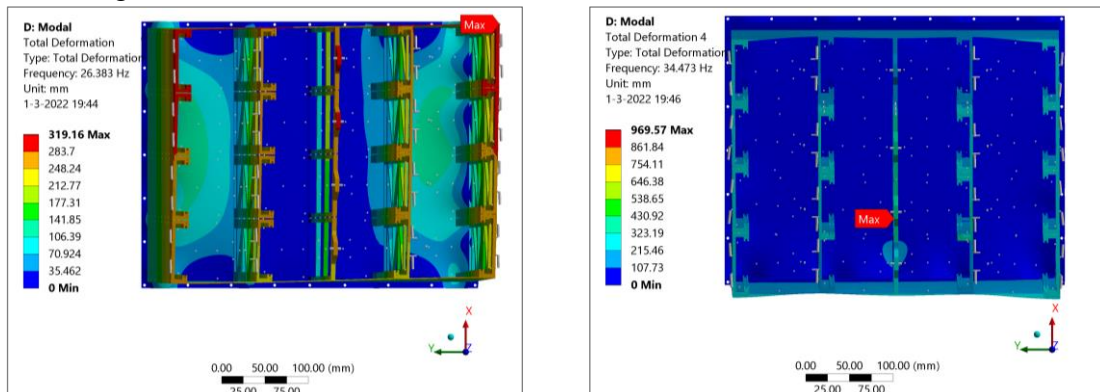 D: Modal
Total Deformation
Type: Total Deformation
Frequency: 26.383 Hz
Unit: mm
1-3-2022 19:44
319.16 Max
283.7
248.24
212.77
177.31
141.85
106.39
70.924
35.462
0 Min
Max
X
Y
Z
0.00 50.00 100.00 (mm)
25.00 75.00
D: Modal
Total Deformation 4
Type: Total Deformation
Frequency: 34.473 Hz
Unit: mm
1-3-2022 19:46
969.57 Max
861.84
754.11
646.38
538.65
430.92
323.19
215.46
107.73
0 Min
Max
X
Y
Z
0.00 50.00 100.00 (mm)
25.00 75.00